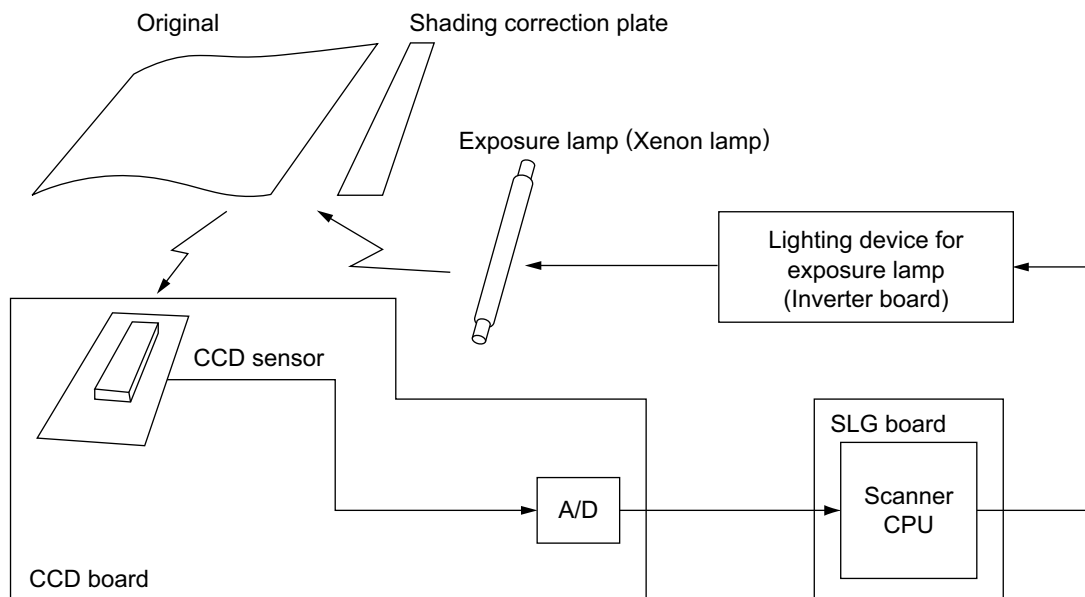 Original
Shading correction plate
Exposure lamp (Xenon lamp)
Lighting device for
exposure lamp
(Inverter board)
CCD sensor
SLG board
Scanner
CPU
A/D
CCD board